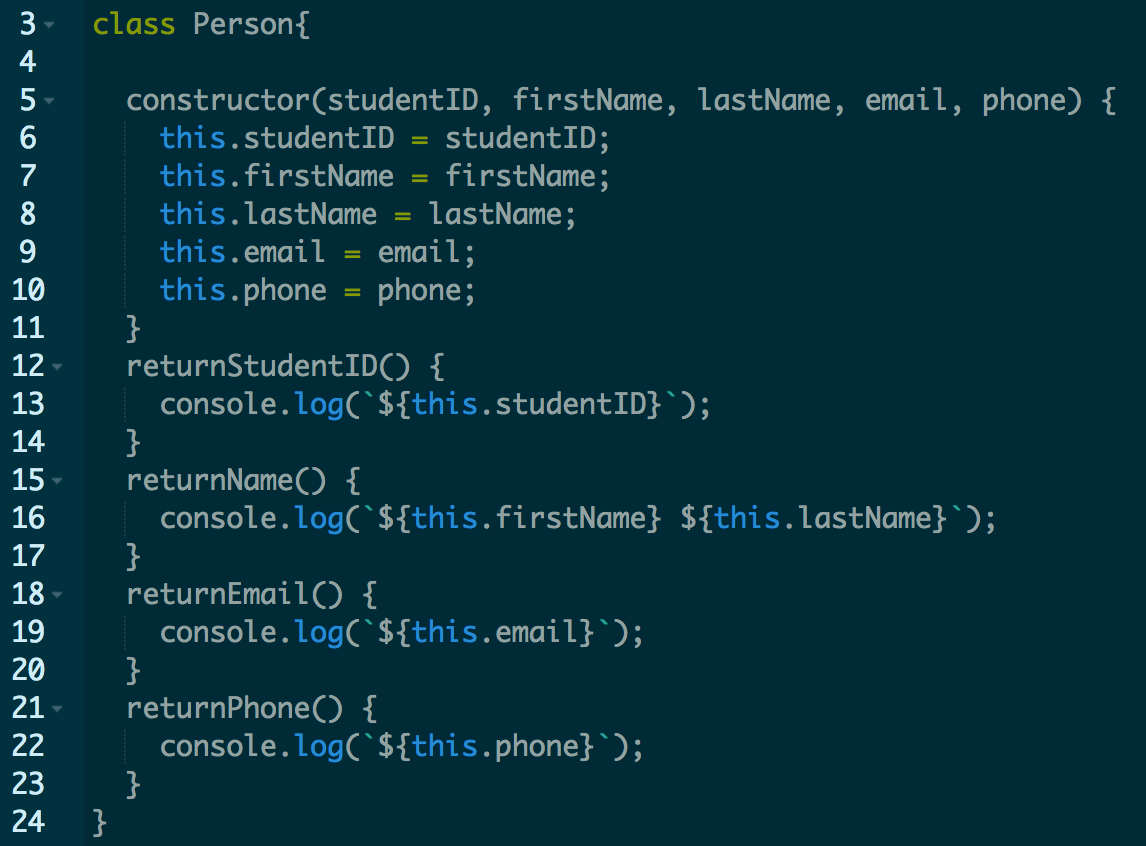 3 class Person{
4
5 constructor(studentID, firstName, lastName, email, phone) {
6 this.studentID = studentID;
7 this.firstName = firstName;
8 this.lastName = lastName;
9 this.email = email;
10 this.phone = phone;
11 }
12 returnStudentID() {
13 console.log(`${this.studentID}`);
14 }
15 returnName() {
16 console.log(`${this.firstName} ${this.lastName}`);
17 }
18 returnEmail() {
19 console.log(`${this.email}`);
20 }
21 returnPhone() {
22 console.log(`${this.phone}`);
23 }
24 }